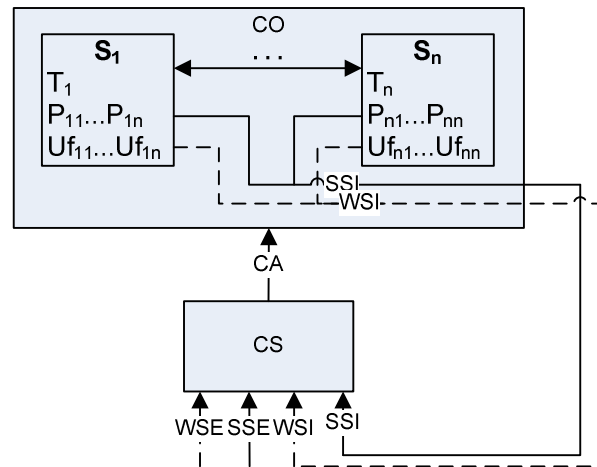 CO
S₁ ... Sₙ
T₁ Tₙ
P₁₁...P₁ₙ Pₙ₁...Pₙₙ
Uf₁₁...Uf₁ₙ Ufₙ₁...Ufₙₙ
SSI
WSI
CA
CS
WSE SSE WSI SSI